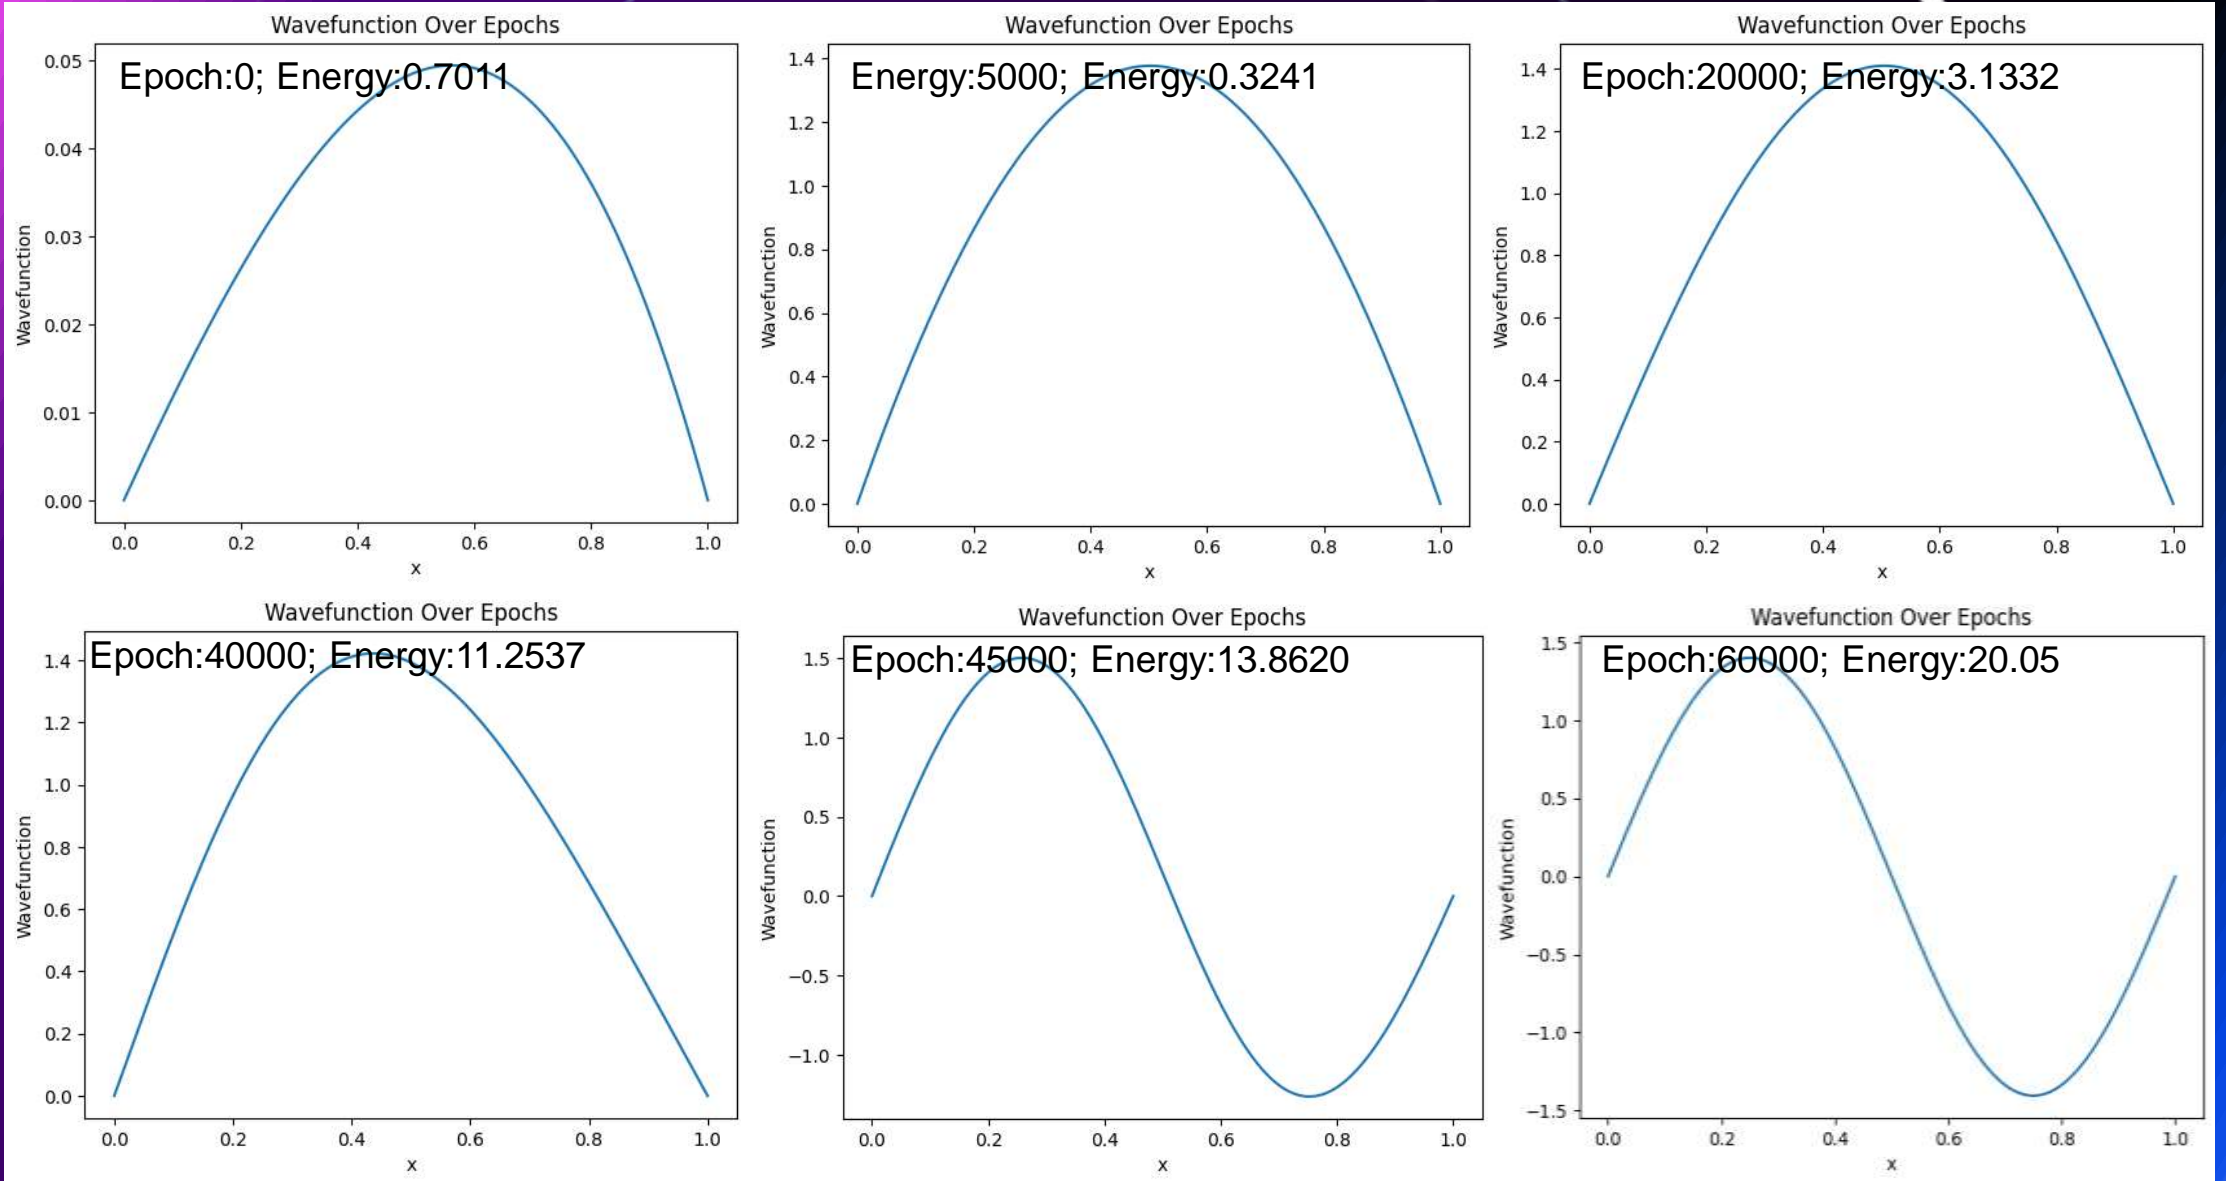 Wavefunction Over Epochs
Epoch:0; Energy:0.7011
0.05
0.04
0.03
0.02
0.01
0.00
Wavefunction
0.0 0.2 0.4 0.6 0.8 1.0
x
Wavefunction Over Epochs
Energy:5000; Energy:0.3241
1.4
1.2
1.0
0.8
0.6
0.4
0.2
0.0
Wavefunction
0.0 0.2 0.4 0.6 0.8 1.0
x
Wavefunction Over Epochs
Epoch:20000; Energy:3.1332
1.4
1.2
1.0
0.8
0.6
0.4
0.2
0.0
Wavefunction
0.0 0.2 0.4 0.6 0.8 1.0
x
Wavefunction Over Epochs
Epoch:40000; Energy:11.2537
1.4
1.2
1.0
0.8
0.6
0.4
0.2
0.0
Wavefunction
0.0 0.2 0.4 0.6 0.8 1.0
x
Wavefunction Over Epochs
Epoch:45000; Energy:13.8620
1.5
1.0
0.5
0.0
−0.5
−1.0
Wavefunction
0.0 0.2 0.4 0.6 0.8 1.0
x
Wavefunction Over Epochs
Epoch:60000; Energy:20.05
1.5
1.0
0.5
0.0
−0.5
−1.0
−1.5
Wavefunction
0.0 0.2 0.4 0.6 0.8 1.0
x